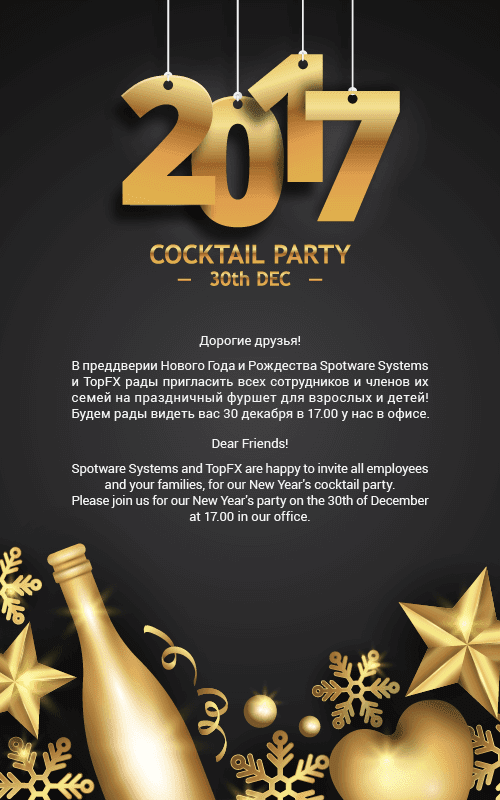 2017
COCKTAIL PARTY
30th DEC
Дорогие друзья!
В преддверии Нового Года и Рождества Spotware Systems
и TopFX рады пригласить всех сотрудников и членов их
семей на праздничный фуршет для взрослых и детей!
Будем рады видеть вас 30 декабря в 17.00 у нас в офисе.
Dear Friends!
Spotware Systems and TopFX are happy to invite all employees
and your families, for our New Year's cocktail party.
Please join us for our New Year's party on the 30th of December
at 17.00 in our office.